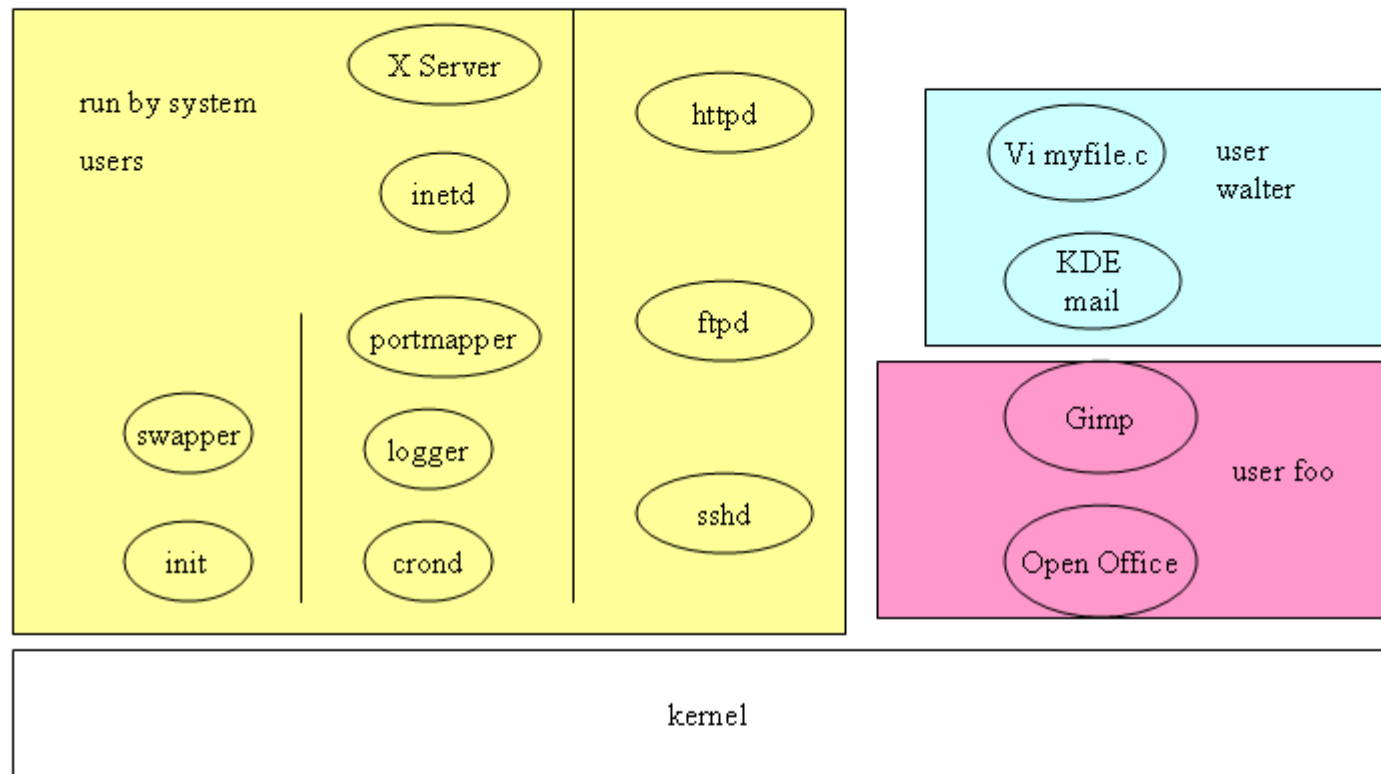 run by system
users
X Server
inetd
portmapper
swapper
logger
init
crond
httpd
ftpd
sshd
Vi myfile.c
user
walter
KDE
mail
Gimp
user foo
Open Office
kernel